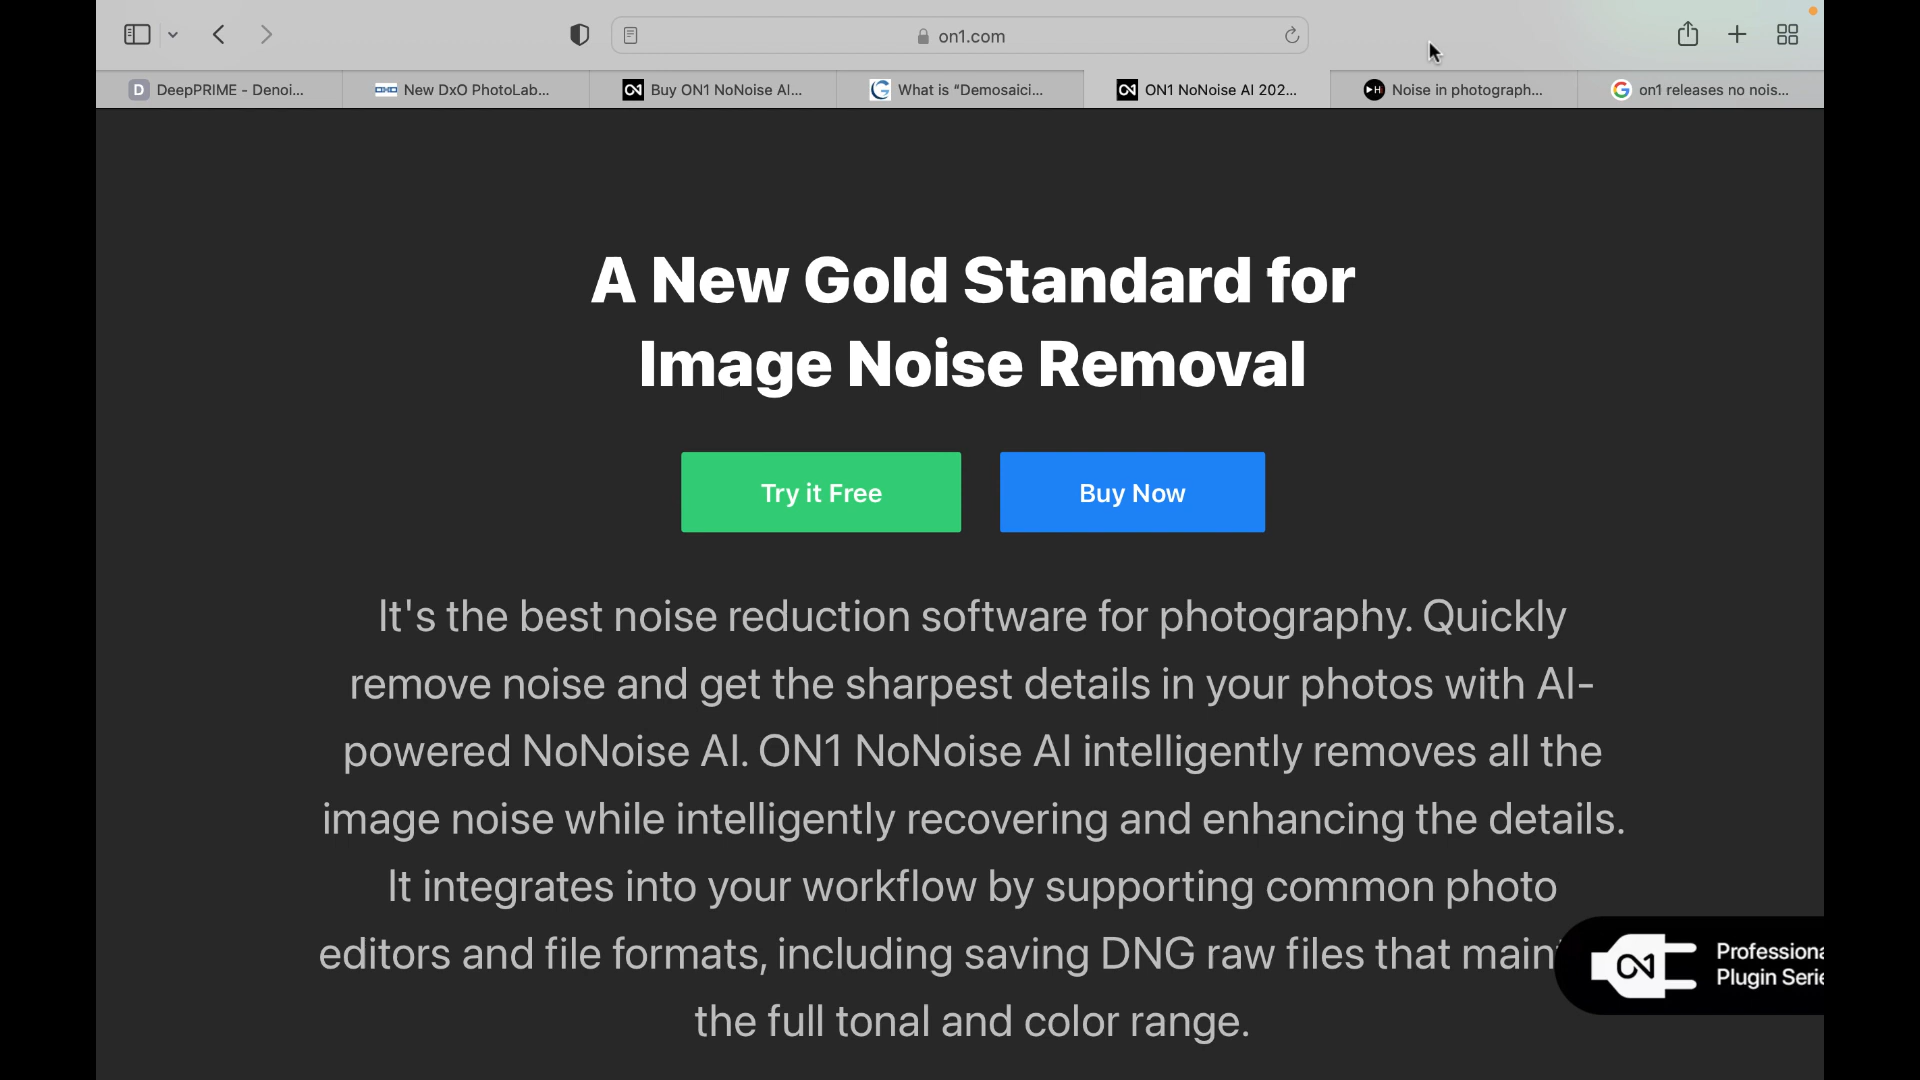 on1.com
D DeepPRIME - Denoi...
DXO New DxO PhotoLab...
Buy ON1 NoNoise AI...
What is “Demosaici...
ON1 NoNoise AI 202...
Noise in photograph...
on1 releases no nois...
A New Gold Standard for
Image Noise Removal
Try it Free
Buy Now
It's the best noise reduction software for photography. Quickly
remove noise and get the sharpest details in your photos with AI-
powered NoNoise AI. ON1 NoNoise AI intelligently removes all the
image noise while intelligently recovering and enhancing the details.
It integrates into your workflow by supporting common photo
editors and file formats, including saving DNG raw files that main
the full tonal and color range.
Professiona
Plugin Serie